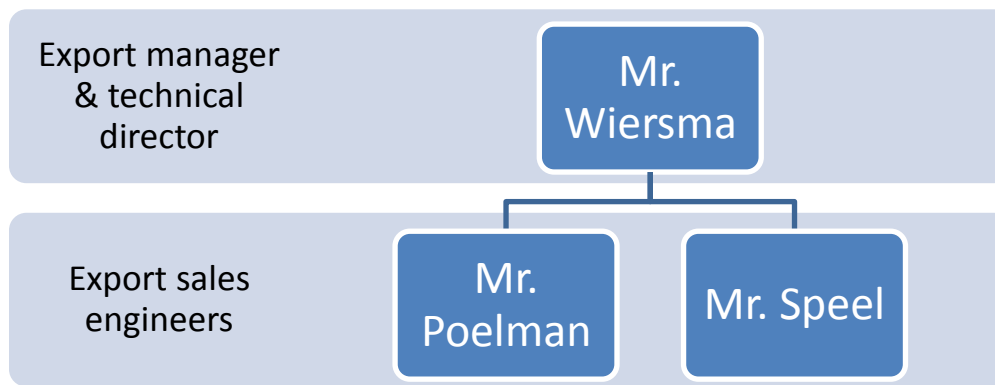 Export manager
& technical
director
Mr.
Wiersma
Export sales
engineers
Mr.
Poelman
Mr. Speel